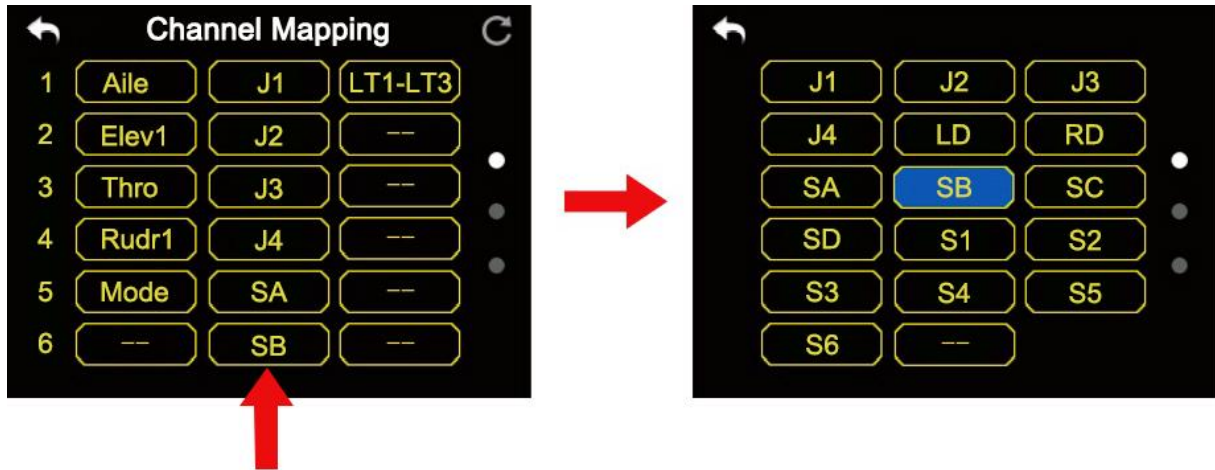 Channel Mapping
1 Aile J1 LT1-LT3
2 Elev1 J2 --
3 Thro J3 --
4 Rudr1 J4 --
5 Mode SA --
6 -- SB --
J1 J2 J3
J4 LD RD
SA SB SC
SD S1 S2
S3 S4 S5
S6 --